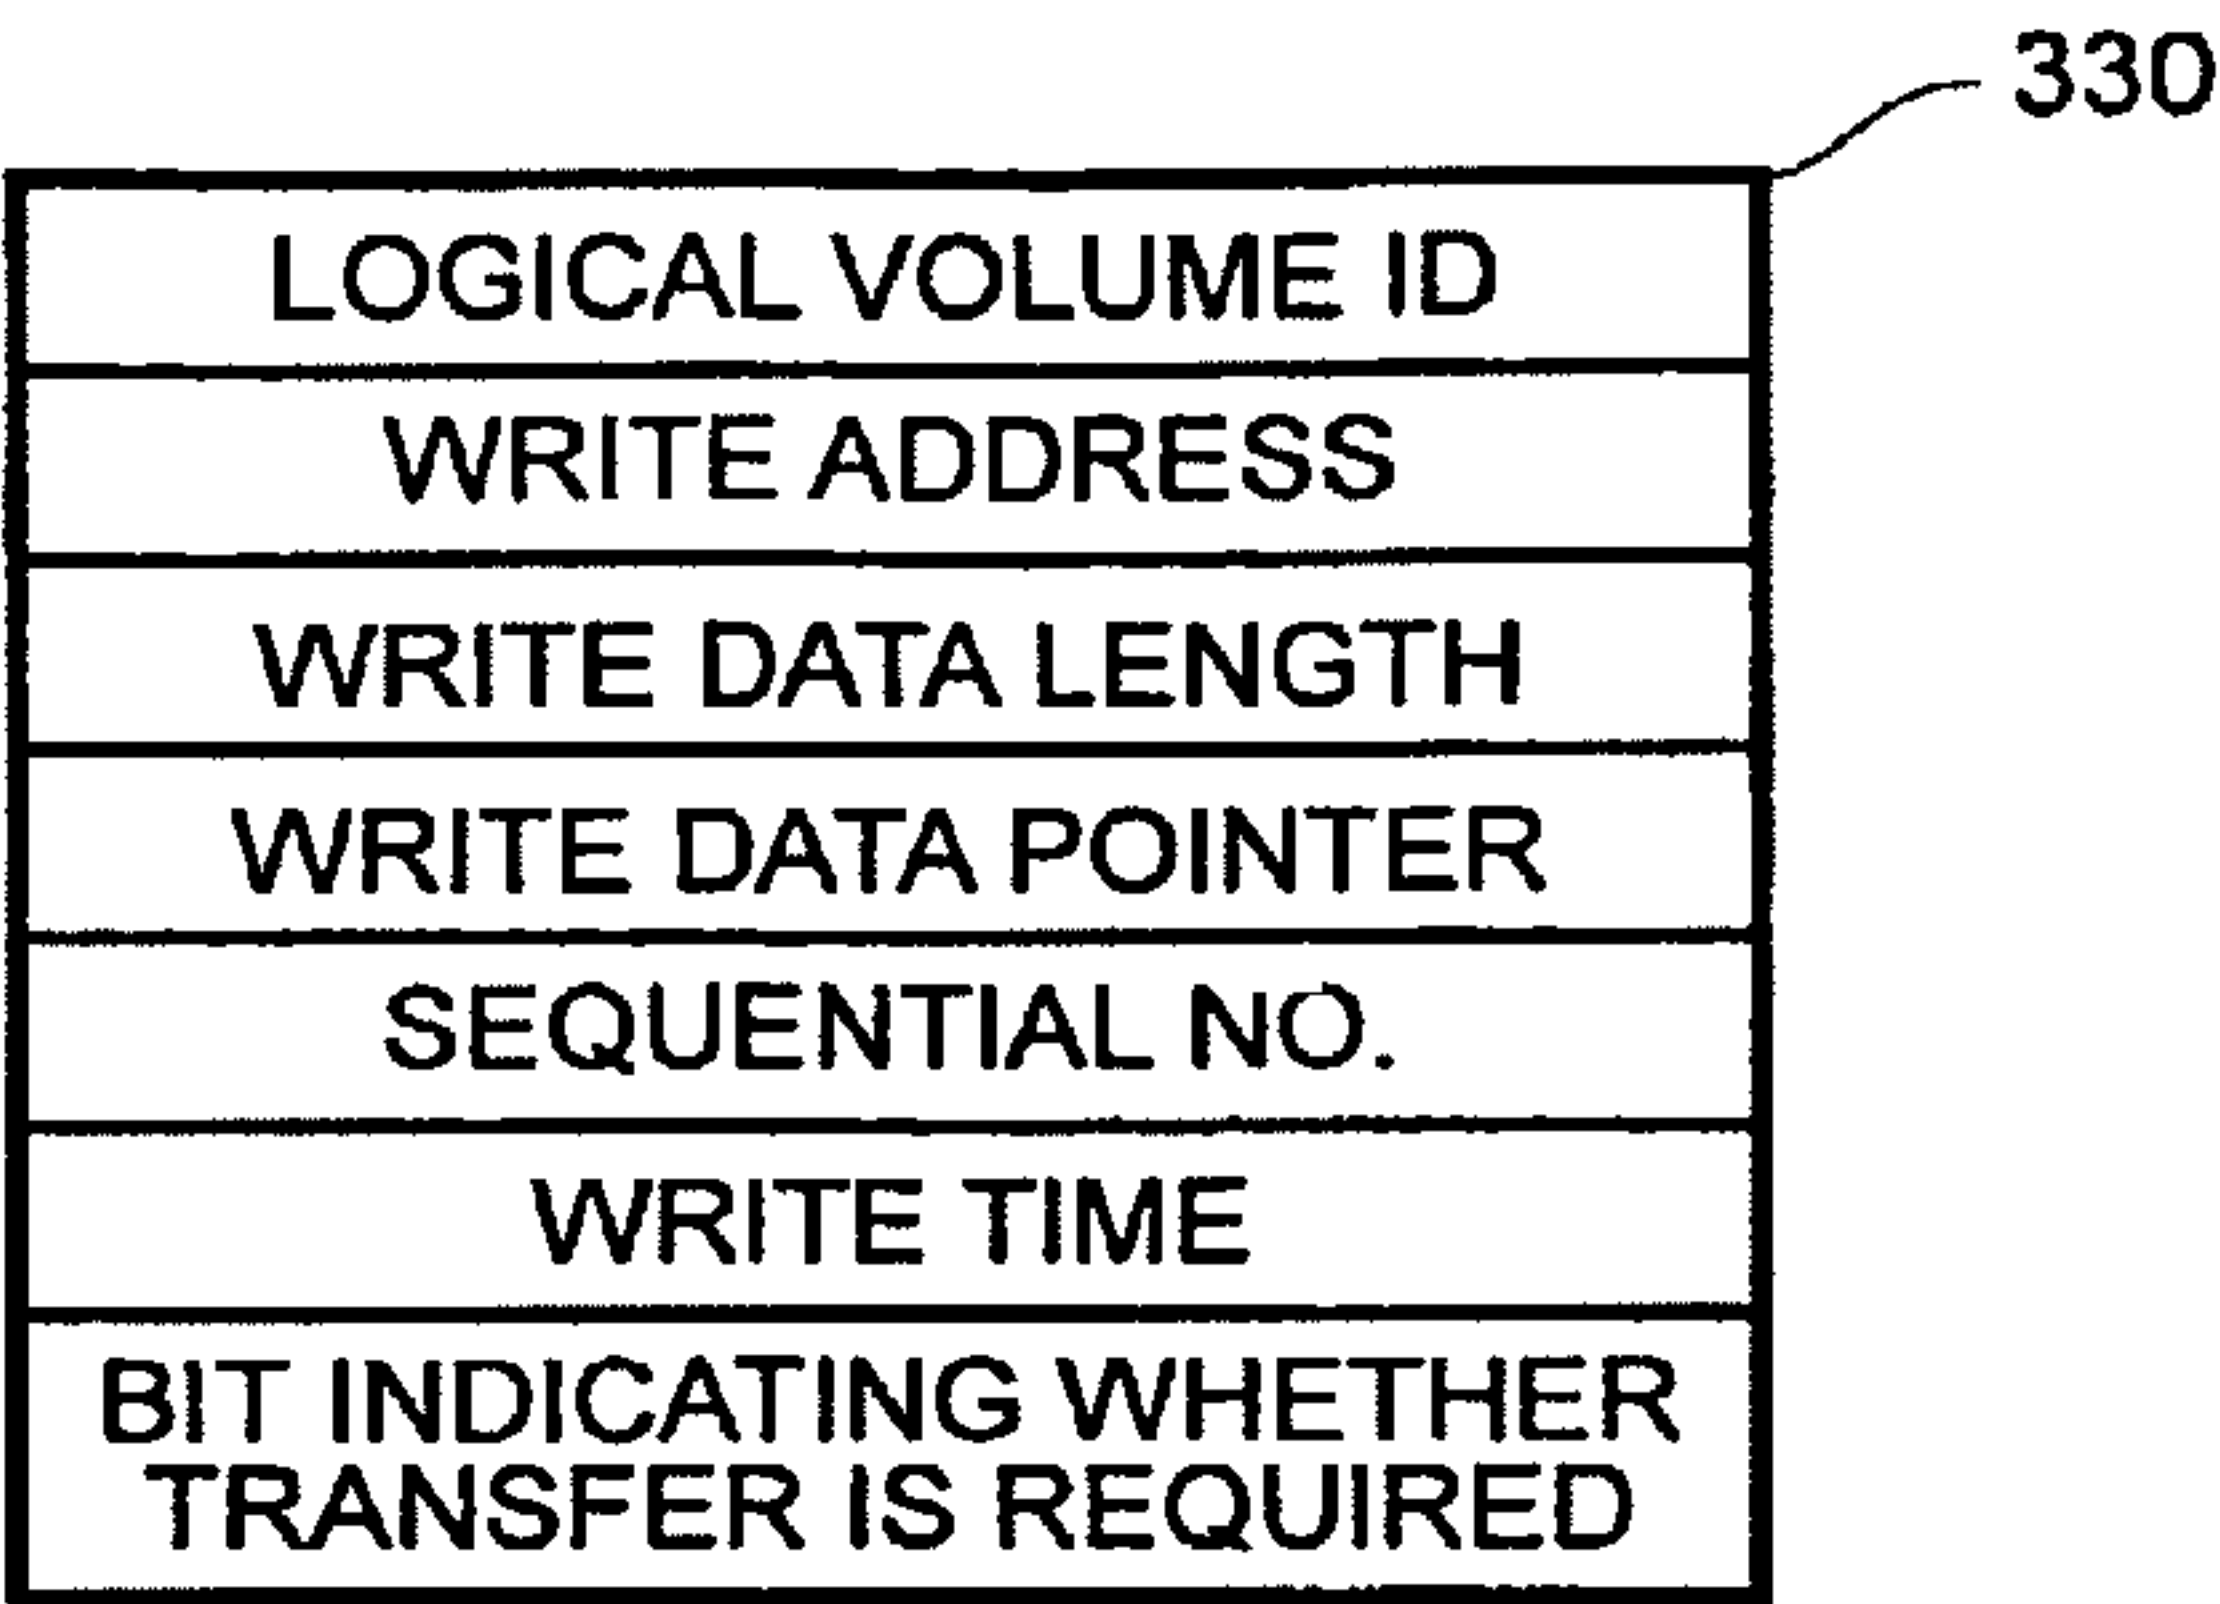 330
LOGICAL VOLUME ID
WRITE ADDRESS
WRITE DATA LENGTH
WRITE DATA POINTER
SEQUENTIAL NO.
WRITE TIME
BIT INDICATING WHETHER
TRANSFER IS REQUIRED